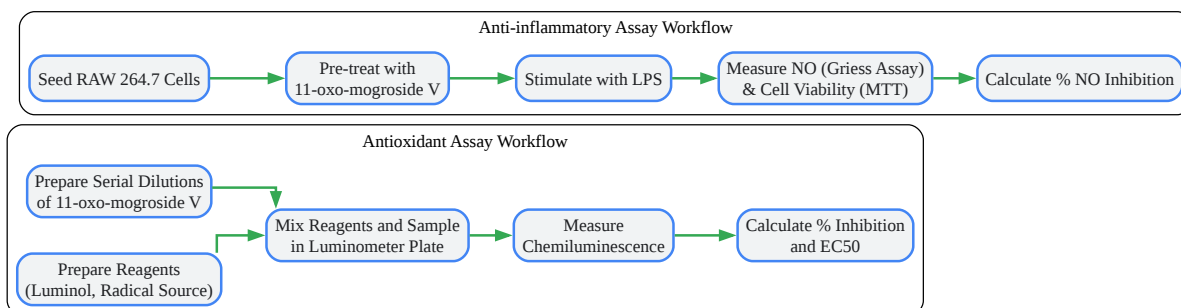 Anti-inflammatory Assay Workflow
Seed RAW 264.7 Cells
Pre-treat with
11-oxo-mogroside V
Stimulate with LPS
Measure NO (Griess Assay)
& Cell Viability (MTT)
Calculate % NO Inhibition
Antioxidant Assay Workflow
Prepare Serial Dilutions
of 11-oxo-mogroside V
Prepare Reagents
(Luminol, Radical Source)
Mix Reagents and Sample
in Luminometer Plate
Measure
Chemiluminescence
Calculate % Inhibition
and EC50